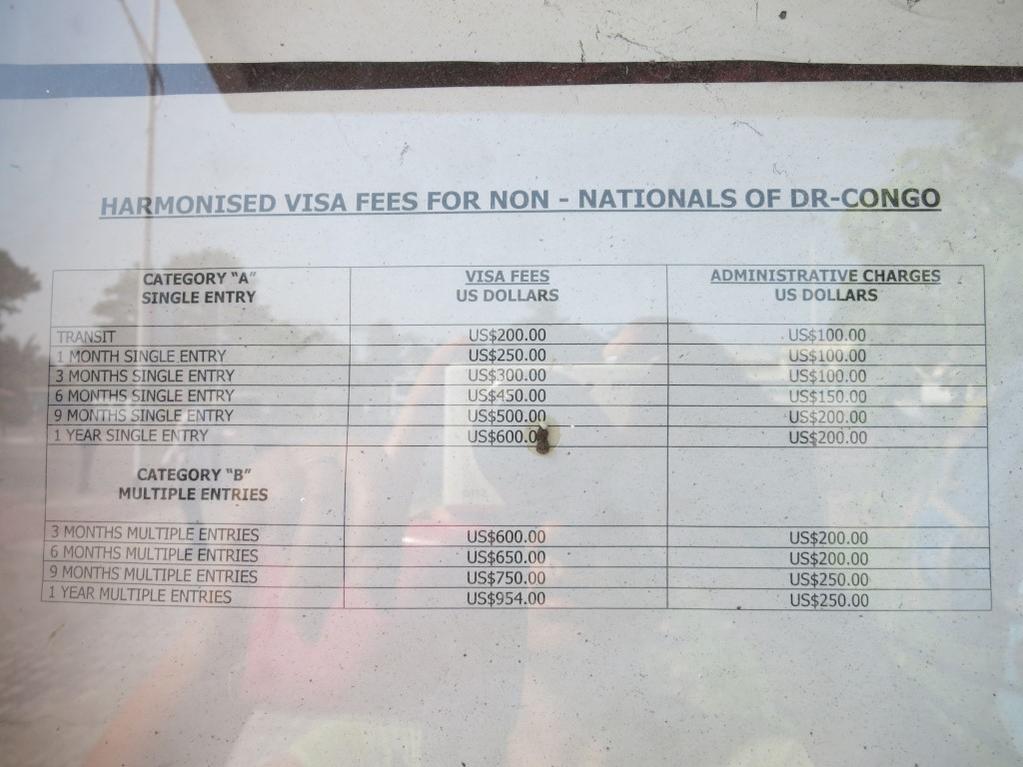 HARMONISED VISA FEES FOR NON - NATIONALS OF DR-CONGO
CATEGORY "A" VISA FEES ADMINISTRATIVE CHARGES
SINGLE ENTRY US DOLLARS US DOLLARS
TRANSIT US$200.00 US$100.00
1 MONTH SINGLE ENTRY US$250.00 US$100.00
3 MONTHS SINGLE ENTRY US$300.00 US$100.00
6 MONTHS SINGLE ENTRY US$450.00 US$150.00
9 MONTHS SINGLE ENTRY US$500.00 US$200.00
1 YEAR SINGLE ENTRY US$600.00 US$200.00
CATEGORY "B"
MULTIPLE ENTRIES
3 MONTHS MULTIPLE ENTRIES US$600.00 US$200.00
6 MONTHS MULTIPLE ENTRIES US$650.00 US$200.00
9 MONTHS MULTIPLE ENTRIES US$750.00 US$250.00
1 YEAR MULTIPLE ENTRIES US$954.00 US$250.00